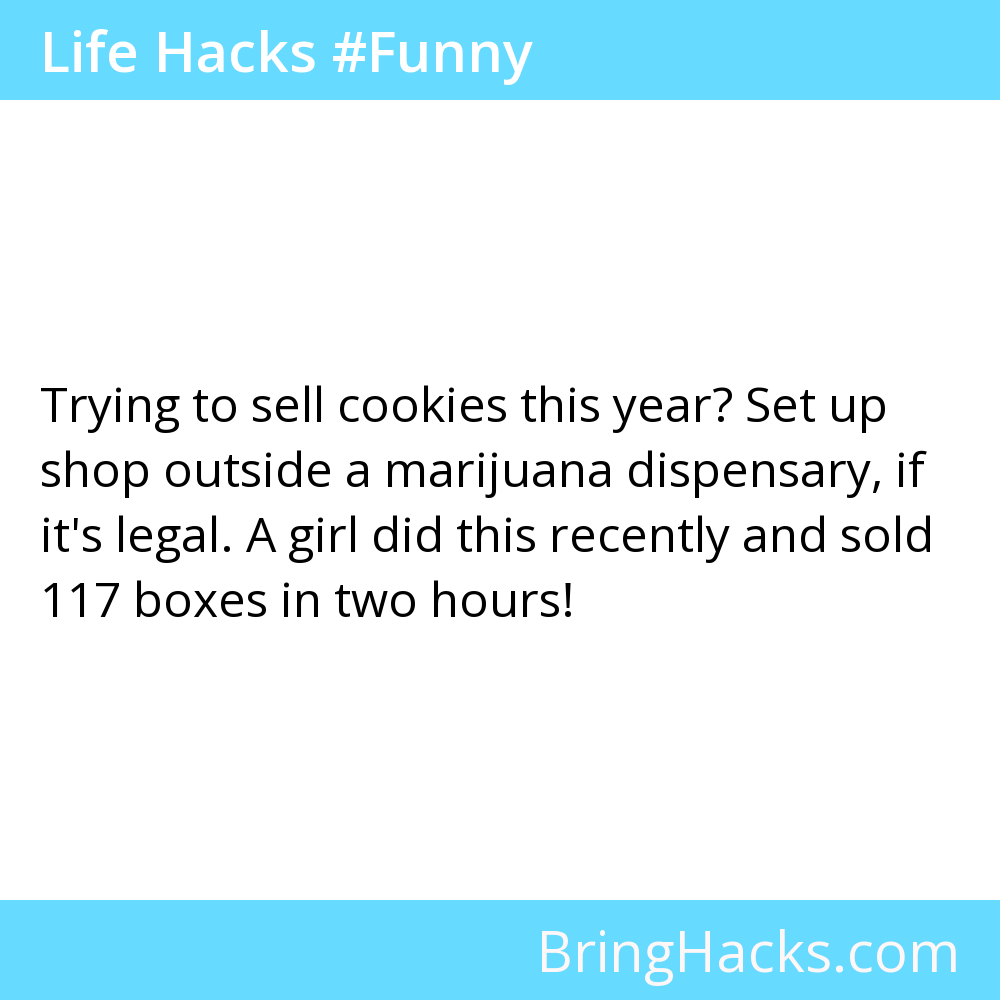 Life Hacks #Funny
Trying to sell cookies this year? Set up
shop outside a marijuana dispensary, if
it's legal. A girl did this recently and sold
117 boxes in two hours!
BringHacks.com